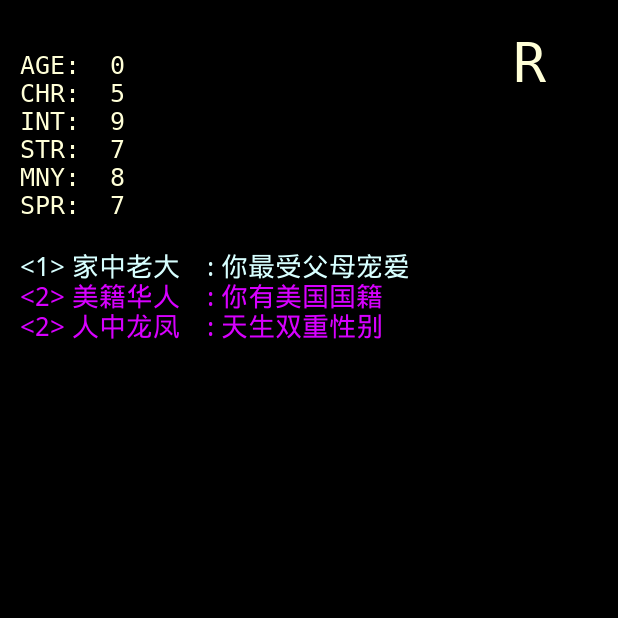 R
AGE: 0
CHR: 5
INT: 9
STR: 7
MNY: 8
SPR: 7
<1> 家中老大 : 你最受父母宠爱
<2> 美籍华人 : 你有美国国籍
<2> 人中龙凤 : 天生双重性别